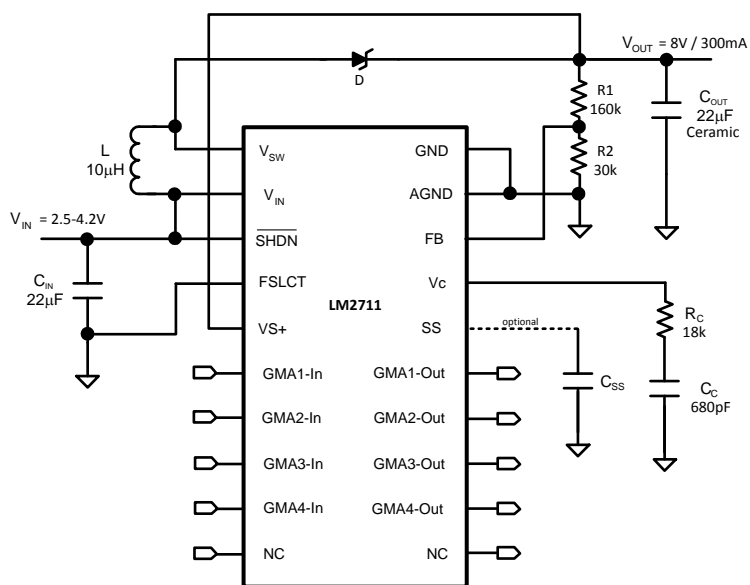 V_OUT = 8V / 300mA
D
R1
160k
C_OUT
22µF
Ceramic
L
10µH
V_SW
GND
R2
30k
V_IN
AGND
V_IN = 2.5-4.2V
SHDN
FB
C_IN
22µF
FSLCT
LM2711
Vc
VS+
SS
optional
R_C
18k
GMA1-In
GMA1-Out
C_SS
C_C
680pF
GMA2-In
GMA2-Out
GMA3-In
GMA3-Out
GMA4-In
GMA4-Out
NC
NC